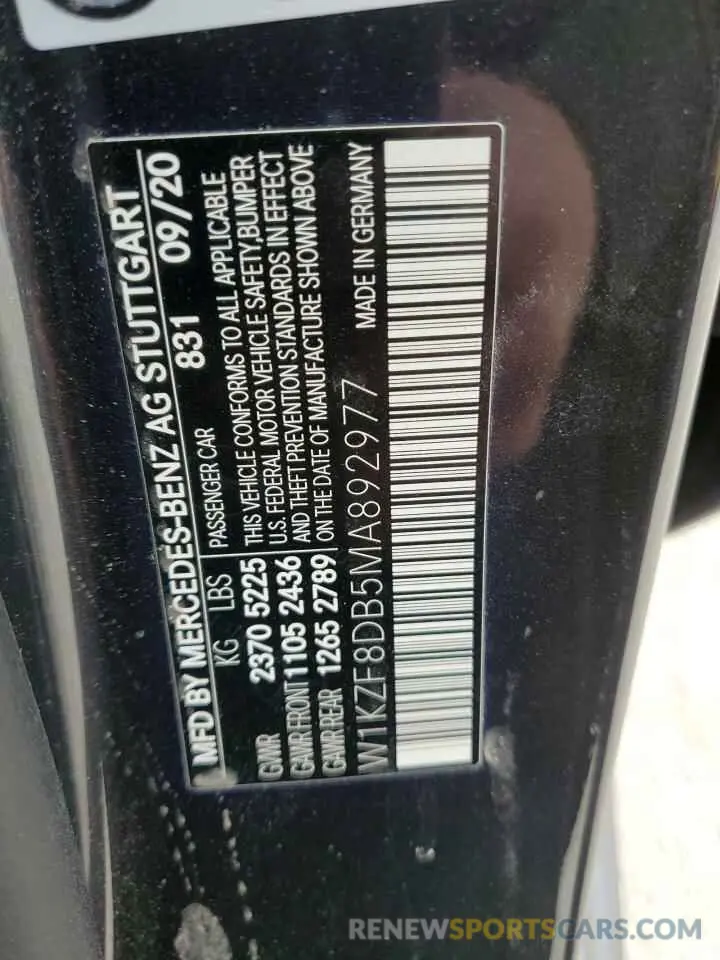 MFD BY MERCEDES-BENZ AG STUTTGART
831 09/20
KG LBS PASSENGER CAR
GVWR 2370 5225 THIS VEHICLE CONFORMS TO ALL APPLICABLE
U.S. FEDERAL MOTOR VEHICLE SAFETY,BUMPER
GAWR FRONT 1105 2436 AND THEFT PREVENTION STANDARDS IN EFFECT
GAWR REAR 1265 2789 ON THE DATE OF MANUFACTURE SHOWN ABOVE
W1KZF8DB5MA892977 MADE IN GERMANY
RENEWSPORTSCARS.COM